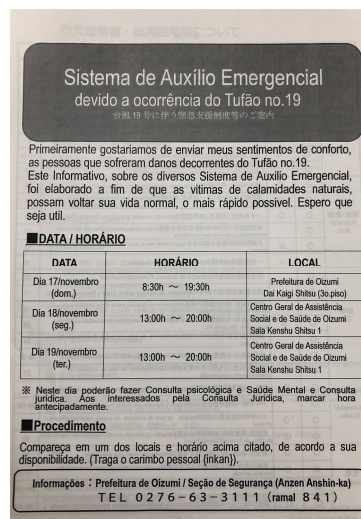 Sistema de Auxílio Emergencial
devido a ocorrência do Tufão no.19
台風 19 号に伴う緊急支援制度等のご案内
Primeiramente gostariamos de enviar meus sentimentos de conforto,
as pessoas que sofreram danos decorrentes do Tufão no.19.
Este Informativo, sobre os diversos Sistema de Auxílio Emergencial,
foi elaborado a fim de que as vitimas de calamidades naturais,
possam voltar sua vida normal, o mais rápido possivel. Espero que
seja util.
■DATA / HORÁRIO
DATA HORÁRIO LOCAL
Dia 17/novembro
(dom.)
8:30h ～ 19:30h
Prefeitura de Oizumi
Dai Kaigi Shitsu (3o.piso)
Dia 18/novembro
(seg.)
13:00h ～ 20:00h
Centro Geral de Assistência
Social e de Saúde de Oizumi
Sala Kenshu Shitsu 1
Dia 19/novembro
(ter.)
13:00h ～ 20:00h
Centro Geral de Assistência
Social e de Saúde de Oizumi
Sala Kenshu Shitsu 1
※ Neste dia poderão fazer Consulta psicológica e Saúde Mental e Consulta
juridica. Aos interessados pela Consulta Juridica, marcar hora
antecipadamente.
■Procedimento
Compareça em um dos locais e horário acima citado, de acordo a sua
disponibilidade. (Traga o carimbo pessoal {inkan}).
Informações：Prefeitura de Oizumi / Seção de Segurança (Anzen Anshin-ka)
TEL 0276-63-3111 (ramal 841)